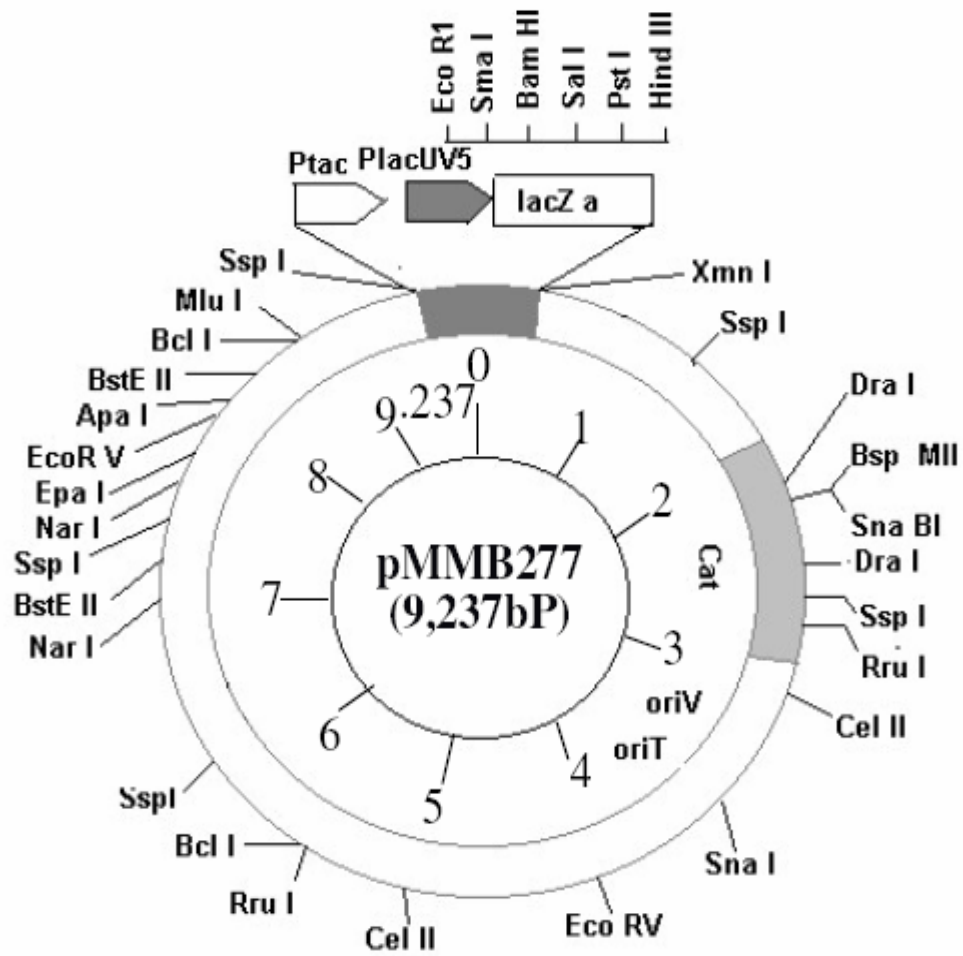 Eco R1
Sma I
Bam HI
Sal I
Pst I
Hind III
Ptac
PlacUV5
lacZ a
Ssp I
Xmn I
Mlu I
Ssp I
Bcl I
BstE II
Dra I
Apa I
Bsp MII
EcoR V
Epa I
Sna BI
Nar I
Dra I
Ssp I
Ssp I
BstE II
Rru I
Nar I
Cel II
0
9.237
1
8
2
Cat
pMMB277
(9,237bP)
7
3
oriV
6
oriT
4
5
SspI
Bcl I
Sna I
Rru I
Eco RV
Cel II